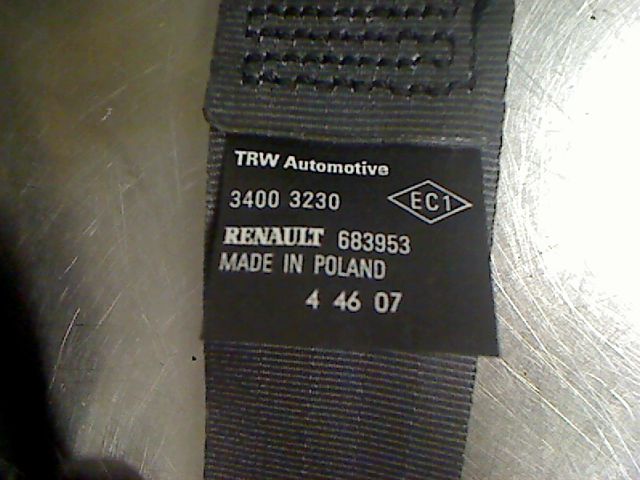 TRW Automotive
3400 3230 EC1
RENAULT 683953
MADE IN POLAND
4 46 07